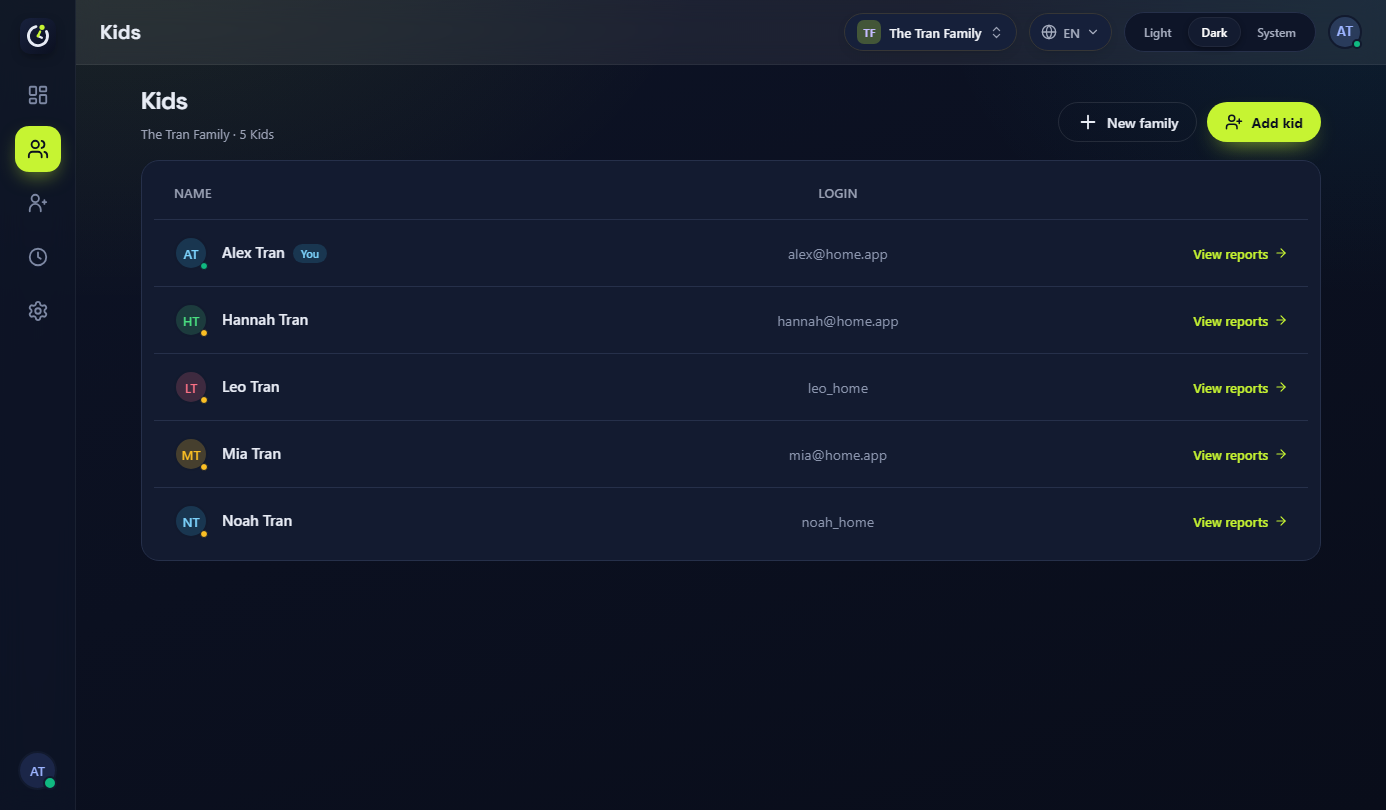 Kids
TF The Tran Family
EN
Light Dark System
AT
Kids
The Tran Family · 5 Kids
New family
Add kid
NAME LOGIN
AT Alex Tran You alex@home.app View reports →
HT Hannah Tran hannah@home.app View reports →
LT Leo Tran leo_home View reports →
MT Mia Tran mia@home.app View reports →
NT Noah Tran noah_home View reports →
AT